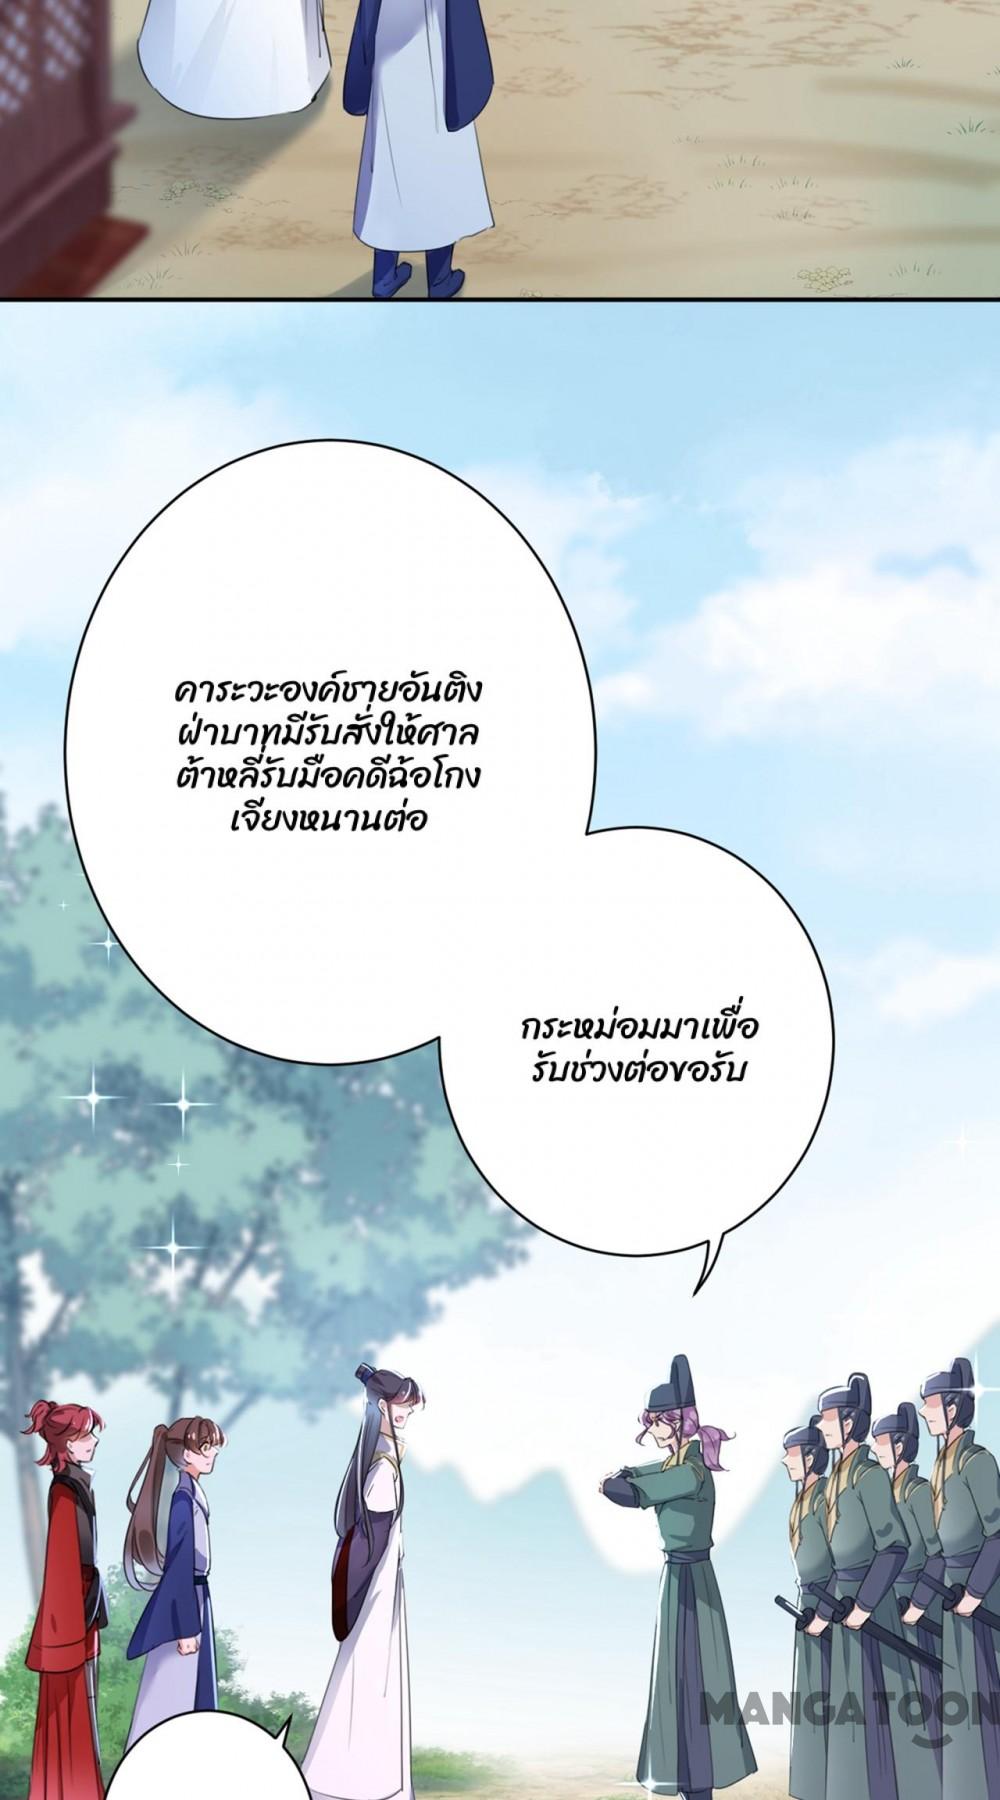 คาระวะองค์ชายอันติง
ฝ่าบาทมีรับสั่งให้ศาล
ต้าหลี่รับมือคดีฉ้อโกง
เจียงหนานต่อ
กระหม่อมมาเพื่อ
รับช่วงต่อขอรับ
MANGATOON